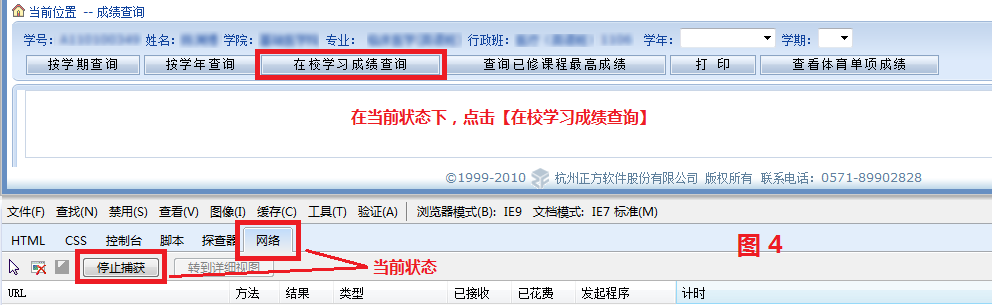 当前位置 -- 成绩查询
学号: 姓名: 学院: 专业: 行政班: 学年: 学期:
按学期查询 按学年查询 在校学习成绩查询 查询已修课程最高成绩 打 印 查看体育单项成绩
在当前状态下，点击【在校学习成绩查询】
©1999-2010 杭州正方软件股份有限公司 版权所有 联系电话：0571-89902828
文件(F) 查找(N) 禁用(S) 查看(V) 图像(I) 缓存(C) 工具(T) 验证(A) 浏览器模式(B): IE9 文档模式: IE7 标准(M)
HTML CSS 控制台 脚本 探查器 网络
图 4
停止捕获 转到详细视图 当前状态
URL 方法 结果 类型 已接收 已花费 发起程序 计时